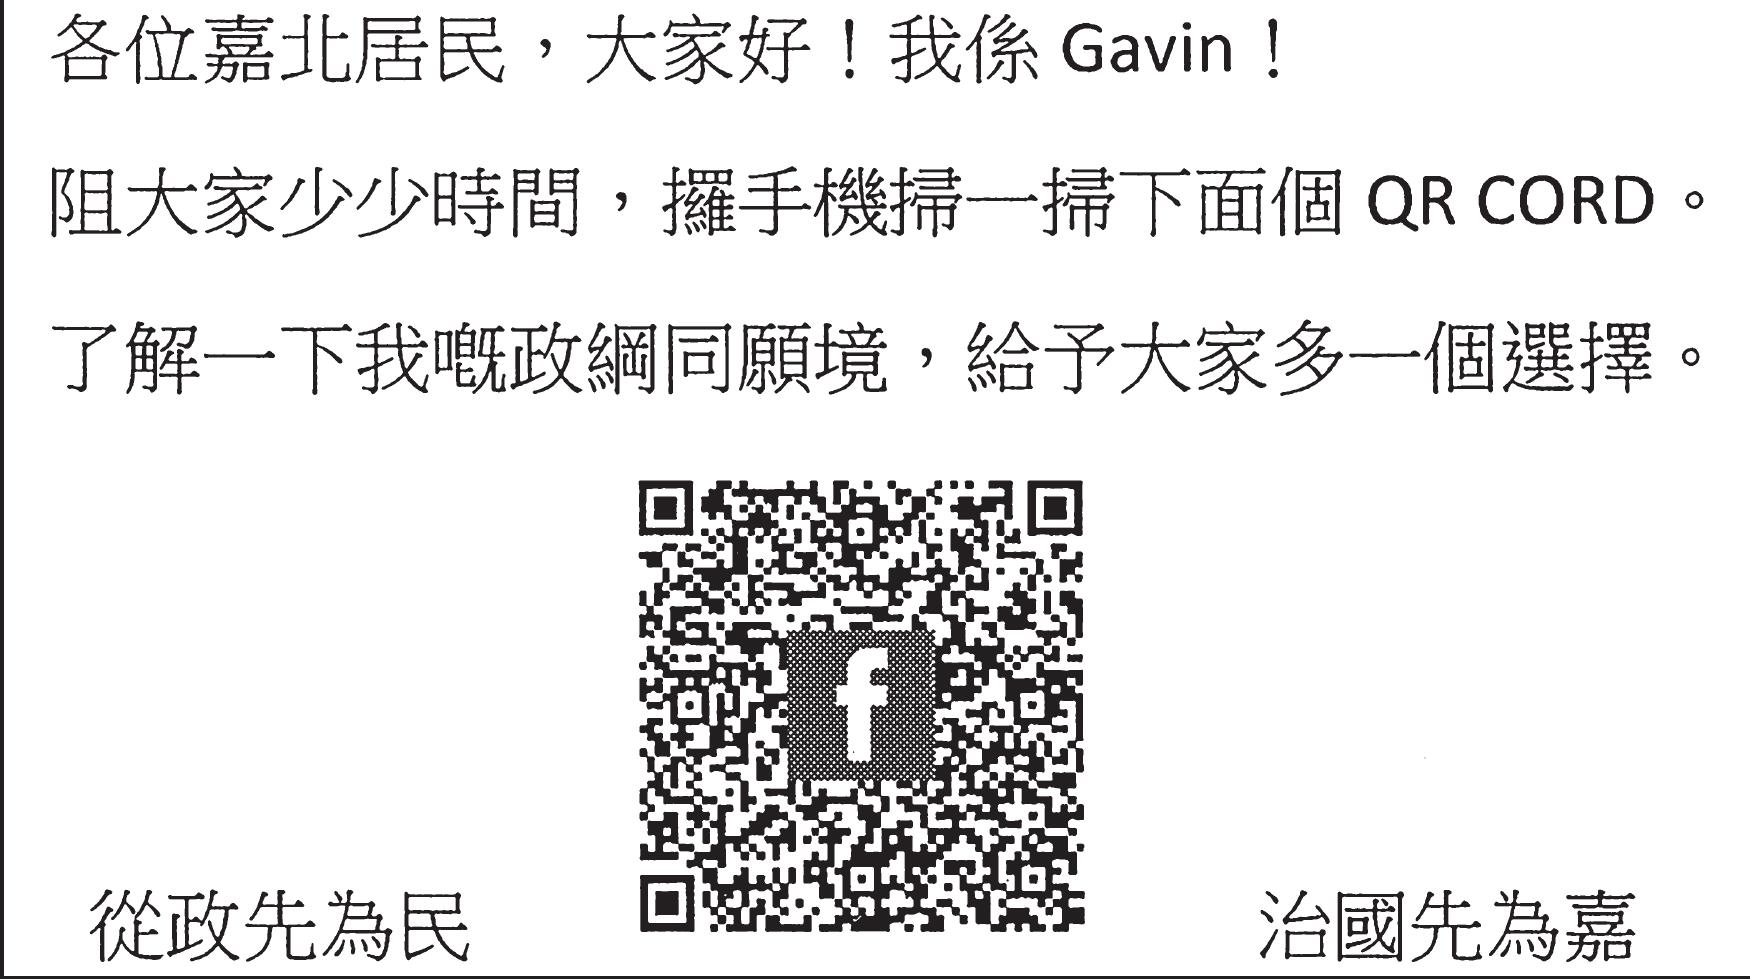 各位嘉北居民，大家好！我係 Gavin！
阻大家少少時間，攞手機掃一掃下面個 QR CORD。
了解一下我嘅政綱同願境，給予大家多一個選擇。
f
從政先為民
治國先為嘉